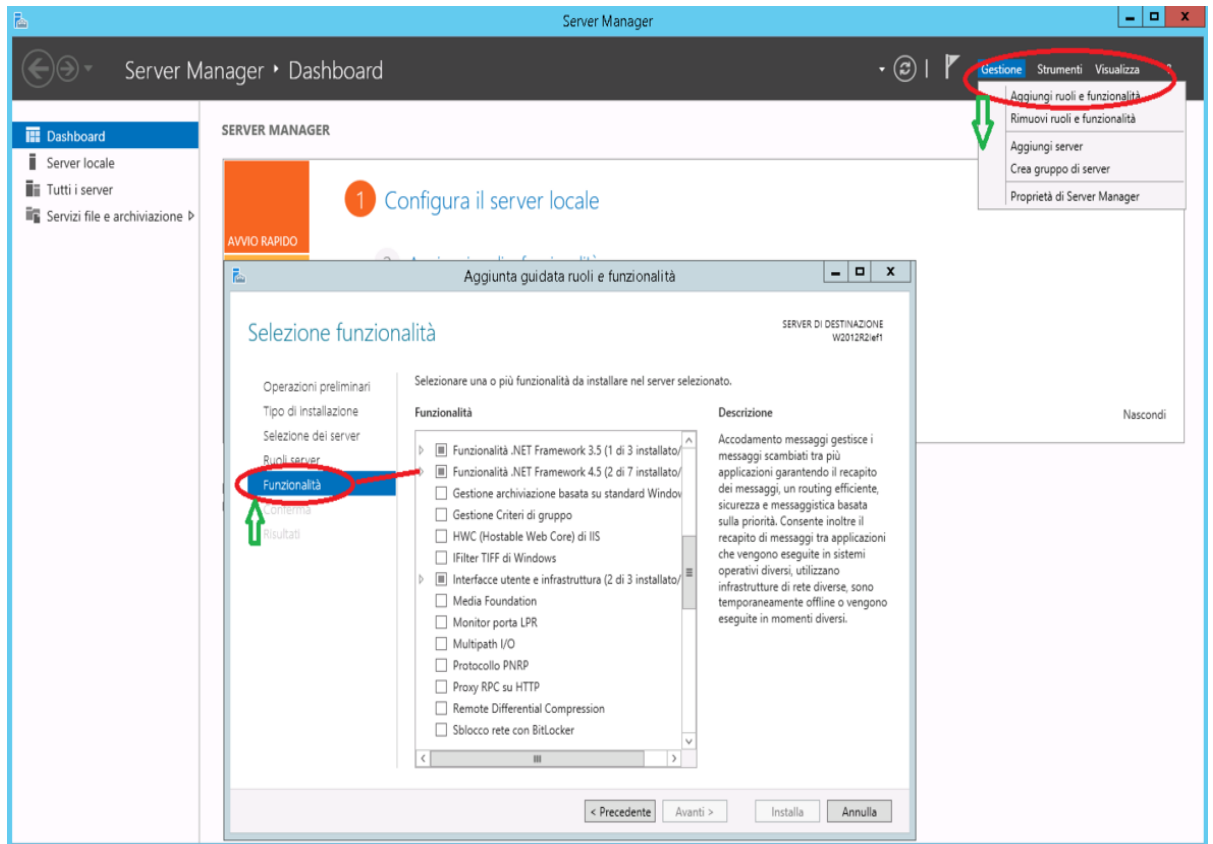 Server Manager
Server Manager • Dashboard
Gestione Strumenti Visualizza ?
Aggiungi ruoli e funzionalità
Rimuovi ruoli e funzionalità
Aggiungi server
Crea gruppo di server
Proprietà di Server Manager
Dashboard
Server locale
Tutti i server
Servizi file e archiviazione
SERVER MANAGER
AVVIO RAPIDO
1 Configura il server locale
Nascondi
Aggiunta guidata ruoli e funzionalità
Selezione funzionalità
SERVER DI DESTINAZIONE
W2012R2lef1
Operazioni preliminari
Tipo di installazione
Selezione dei server
Ruoli server
Funzionalità
Conferma
Risultati
Selezionare una o più funzionalità da installare nel server selezionato.
Funzionalità
Funzionalità .NET Framework 3.5 (1 di 3 installato/
Funzionalità .NET Framework 4.5 (2 di 7 installato/
Gestione archiviazione basata su standard Window
Gestione Criteri di gruppo
HWC (Hostable Web Core) di IIS
IFilter TIFF di Windows
Interfacce utente e infrastruttura (2 di 3 installato/
Media Foundation
Monitor porta LPR
Multipath I/O
Protocollo PNRP
Proxy RPC su HTTP
Remote Differential Compression
Sblocco rete con BitLocker
Descrizione
Accodamento messaggi gestisce i
messaggi scambiati tra più
applicazioni garantendo il recapito
dei messaggi, un routing efficiente,
sicurezza e messaggistica basata
sulla priorità. Consente inoltre il
recapito di messaggi tra applicazioni
che vengono eseguite in sistemi
operativi diversi, utilizzano
infrastrutture di rete diverse, sono
temporaneamente offline o vengono
eseguite in momenti diversi.
< Precedente
Avanti >
Installa
Annulla